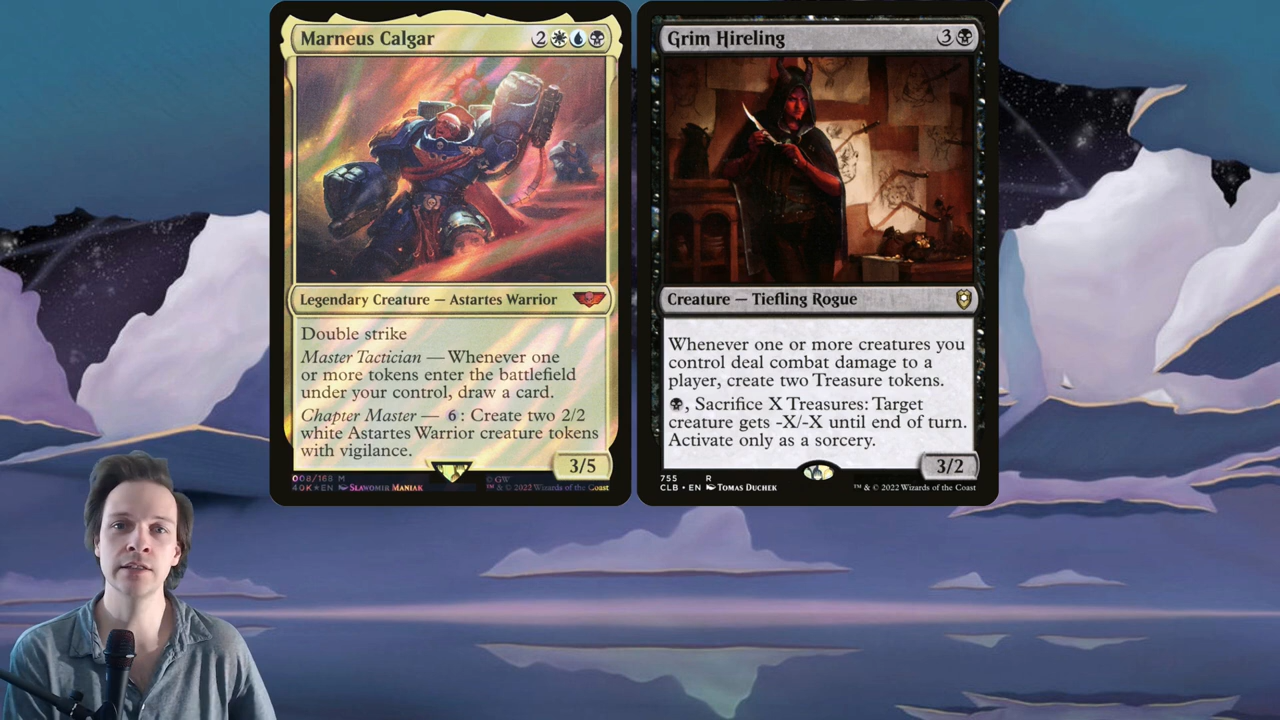 Marneus Calgar 2
Legendary Creature — Astartes Warrior
Double strike
Master Tactician — Whenever one
or more tokens enter the battlefield
under your control, draw a card.
Chapter Master — 6: Create two 2/2
white Astartes Warrior creature tokens
with vigilance.
3/5
008/168 M
40K★EN SLAWOMIR MANIAK
© GW
™ & © 2022 Wizards of the Coast
Grim Hireling 3
Creature — Tiefling Rogue
Whenever one or more creatures you
control deal combat damage to a
player, create two Treasure tokens.
, Sacrifice X Treasures: Target
creature gets -X/-X until end of turn.
Activate only as a sorcery.
3/2
755 R
CLB • EN TOMAS DUCHEK
™ & © 2022 Wizards of the Coast